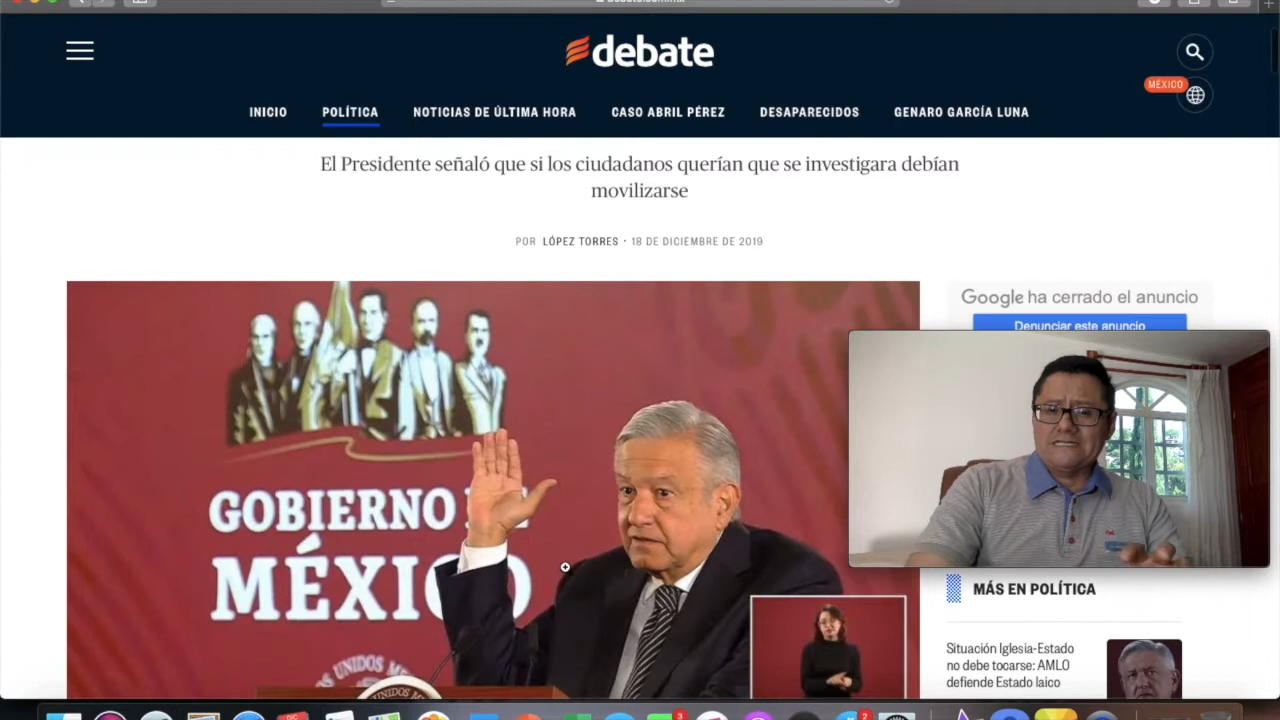 debate
MÉXICO
INICIO POLÍTICA NOTICIAS DE ÚLTIMA HORA CASO ABRIL PÉREZ DESAPARECIDOS GENARO GARCÍA LUNA
El Presidente señaló que si los ciudadanos querían que se investigara debían
movilizarse
POR LÓPEZ TORRES · 18 DE DICIEMBRE DE 2019
Google ha cerrado el anuncio
Denunciar este anuncio
GOBIERNO
MÉXICO
UNIDOS
MÁS EN POLÍTICA
Situación Iglesia-Estado
no debe tocarse: AMLO
defiende Estado laico
3
2